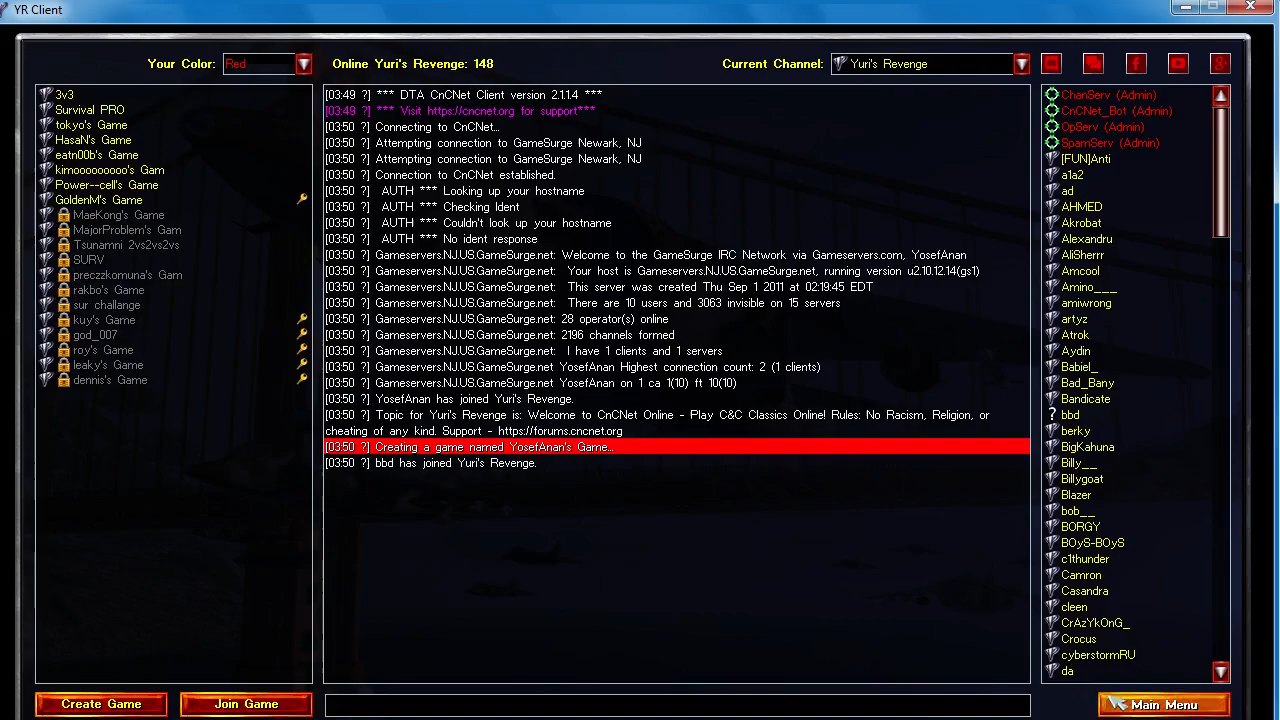 YR Client
Your Color: Red
Online Yuri's Revenge: 148
Current Channel: Yuri's Revenge
3v3
Survival PRO
tokyo's Game
HasaN's Game
eatn00b's Game
kimooooooooo's Gam
Power--cell's Game
GoldenM's Game
MaeKong's Game
MajorProblem's Gam
Tsunamni 2vs2vs2vs
SURV
preczzkomuna's Gam
rakbo's Game
sur challange
kuy's Game
god_007
roy's Game
leaky's Game
dennis's Game
[03:49 ?] *** DTA CnCNet Client version 2.1.1.4 ***
[03:49 ?] *** Visit https://cncnet.org for support***
[03:50 ?] Connecting to CnCNet...
[03:50 ?] Attempting connection to GameSurge Newark, NJ
[03:50 ?] Attempting connection to GameSurge Newark, NJ
[03:50 ?] Connection to CnCNet established.
[03:50 ?] AUTH *** Looking up your hostname
[03:50 ?] AUTH *** Checking Ident
[03:50 ?] AUTH *** Couldn't look up your hostname
[03:50 ?] AUTH *** No ident response
[03:50 ?] Gameservers.NJ.US.GameSurge.net: Welcome to the GameSurge IRC Network via Gameservers.com, YosefAnan
[03:50 ?] Gameservers.NJ.US.GameSurge.net: Your host is Gameservers.NJ.US.GameSurge.net, running version u2.10.12.14(gs1)
[03:50 ?] Gameservers.NJ.US.GameSurge.net: This server was created Thu Sep 1 2011 at 02:19:45 EDT
[03:50 ?] Gameservers.NJ.US.GameSurge.net: There are 10 users and 3063 invisible on 15 servers
[03:50 ?] Gameservers.NJ.US.GameSurge.net: 28 operator(s) online
[03:50 ?] Gameservers.NJ.US.GameSurge.net: 2196 channels formed
[03:50 ?] Gameservers.NJ.US.GameSurge.net: I have 1 clients and 1 servers
[03:50 ?] Gameservers.NJ.US.GameSurge.net YosefAnan Highest connection count: 2 (1 clients)
[03:50 ?] Gameservers.NJ.US.GameSurge.net YosefAnan on 1 ca 1(10) ft 10(10)
[03:50 ?] YosefAnan has joined Yuri's Revenge.
[03:50 ?] Topic for Yuri's Revenge is: Welcome to CnCNet Online - Play C&C Classics Online! Rules: No Racism, Religion, or
cheating of any kind. Support - https://forums.cncnet.org
[03:50 ?] Creating a game named YosefAnan's Game...
[03:50 ?] bbd has joined Yuri's Revenge.
ChanServ (Admin)
CnCNet_Bot (Admin)
OpServ (Admin)
SpamServ (Admin)
[FUN]Anti
a1a2
ad
AHMED
Akrobat
Alexandru
AliSherrr
Amcool
Amino___
amiwrong
artyz
Atrok
Aydin
Babiel_
Bad_Bany
Bandicate
? bbd
berky
BigKahuna
Billy__
Billygoat
Blazer
bob__
BORGY
BOyS-BOyS
c1thunder
Camron
Casandra
cleen
CrAzYkOnG_
Crocus
cyberstormRU
da
Create Game
Join Game
Main Menu